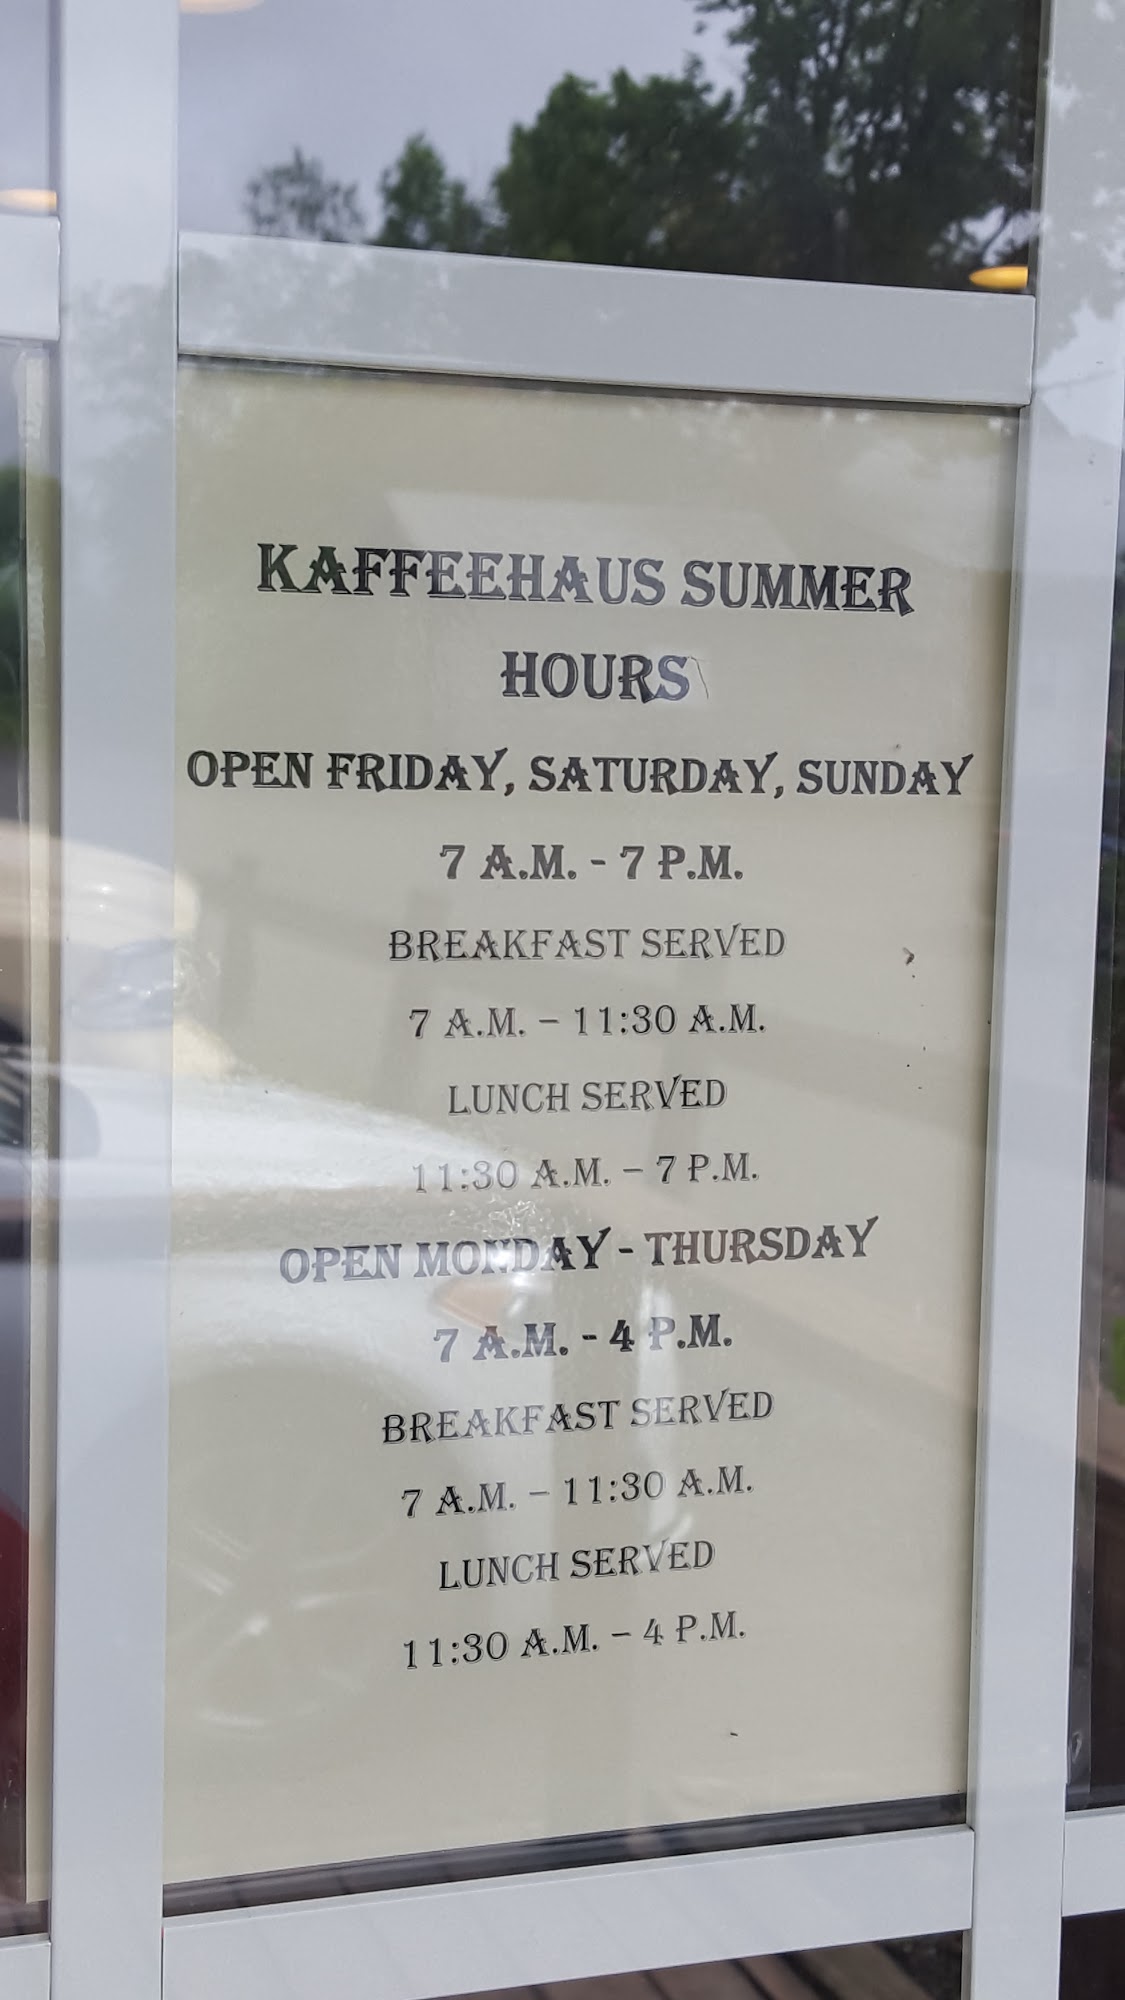 KAFFEEHAUS SUMMER
HOURS
OPEN FRIDAY, SATURDAY, SUNDAY
7 A.M. - 7 P.M.
BREAKFAST SERVED
7 A.M. – 11:30 A.M.
LUNCH SERVED
11:30 A.M. – 7 P.M.
OPEN MONDAY - THURSDAY
7 A.M. - 4 P.M.
BREAKFAST SERVED
7 A.M. – 11:30 A.M.
LUNCH SERVED
11:30 A.M. – 4 P.M.